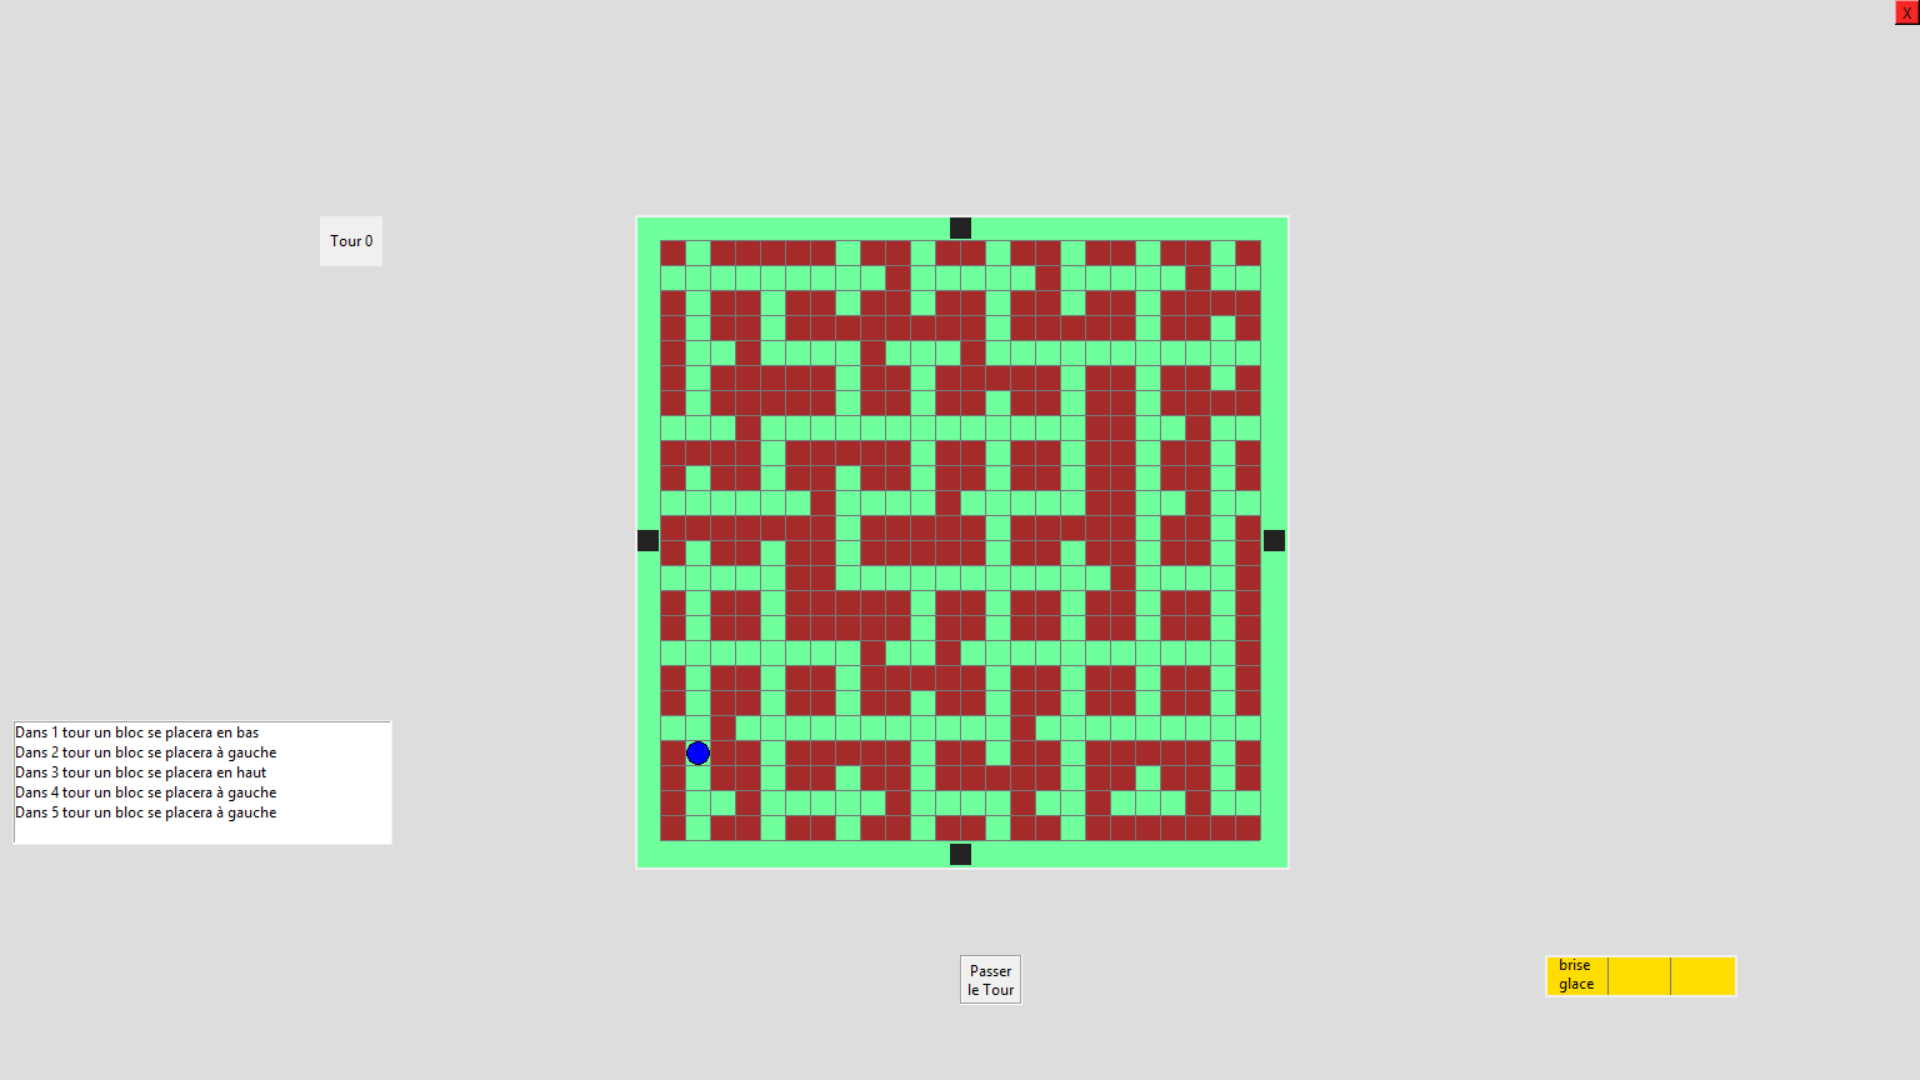 X
Tour 0
Dans 1 tour un bloc se placera en bas
Dans 2 tour un bloc se placera à gauche
Dans 3 tour un bloc se placera en haut
Dans 4 tour un bloc se placera à gauche
Dans 5 tour un bloc se placera à gauche
Passer
le Tour
brise
glace